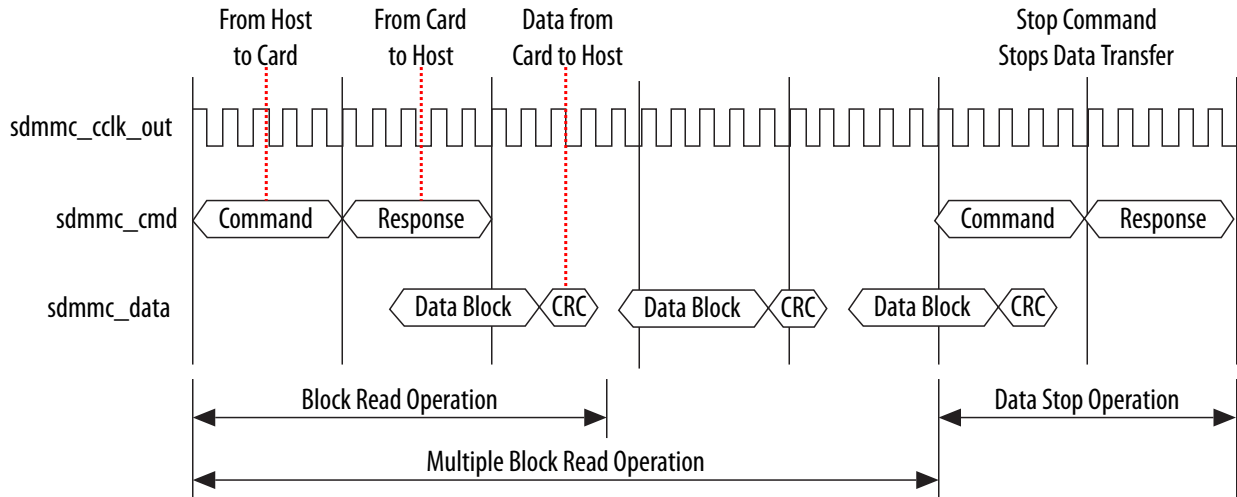 From Host
to Card
From Card
to Host
Data from
Card to Host
Stop Command
Stops Data Transfer
sdmmc_cclk_out
sdmmc_cmd
Command
Response
Command
Response
sdmmc_data
Data Block
CRC
Data Block
CRC
Data Block
CRC
Block Read Operation
Data Stop Operation
Multiple Block Read Operation